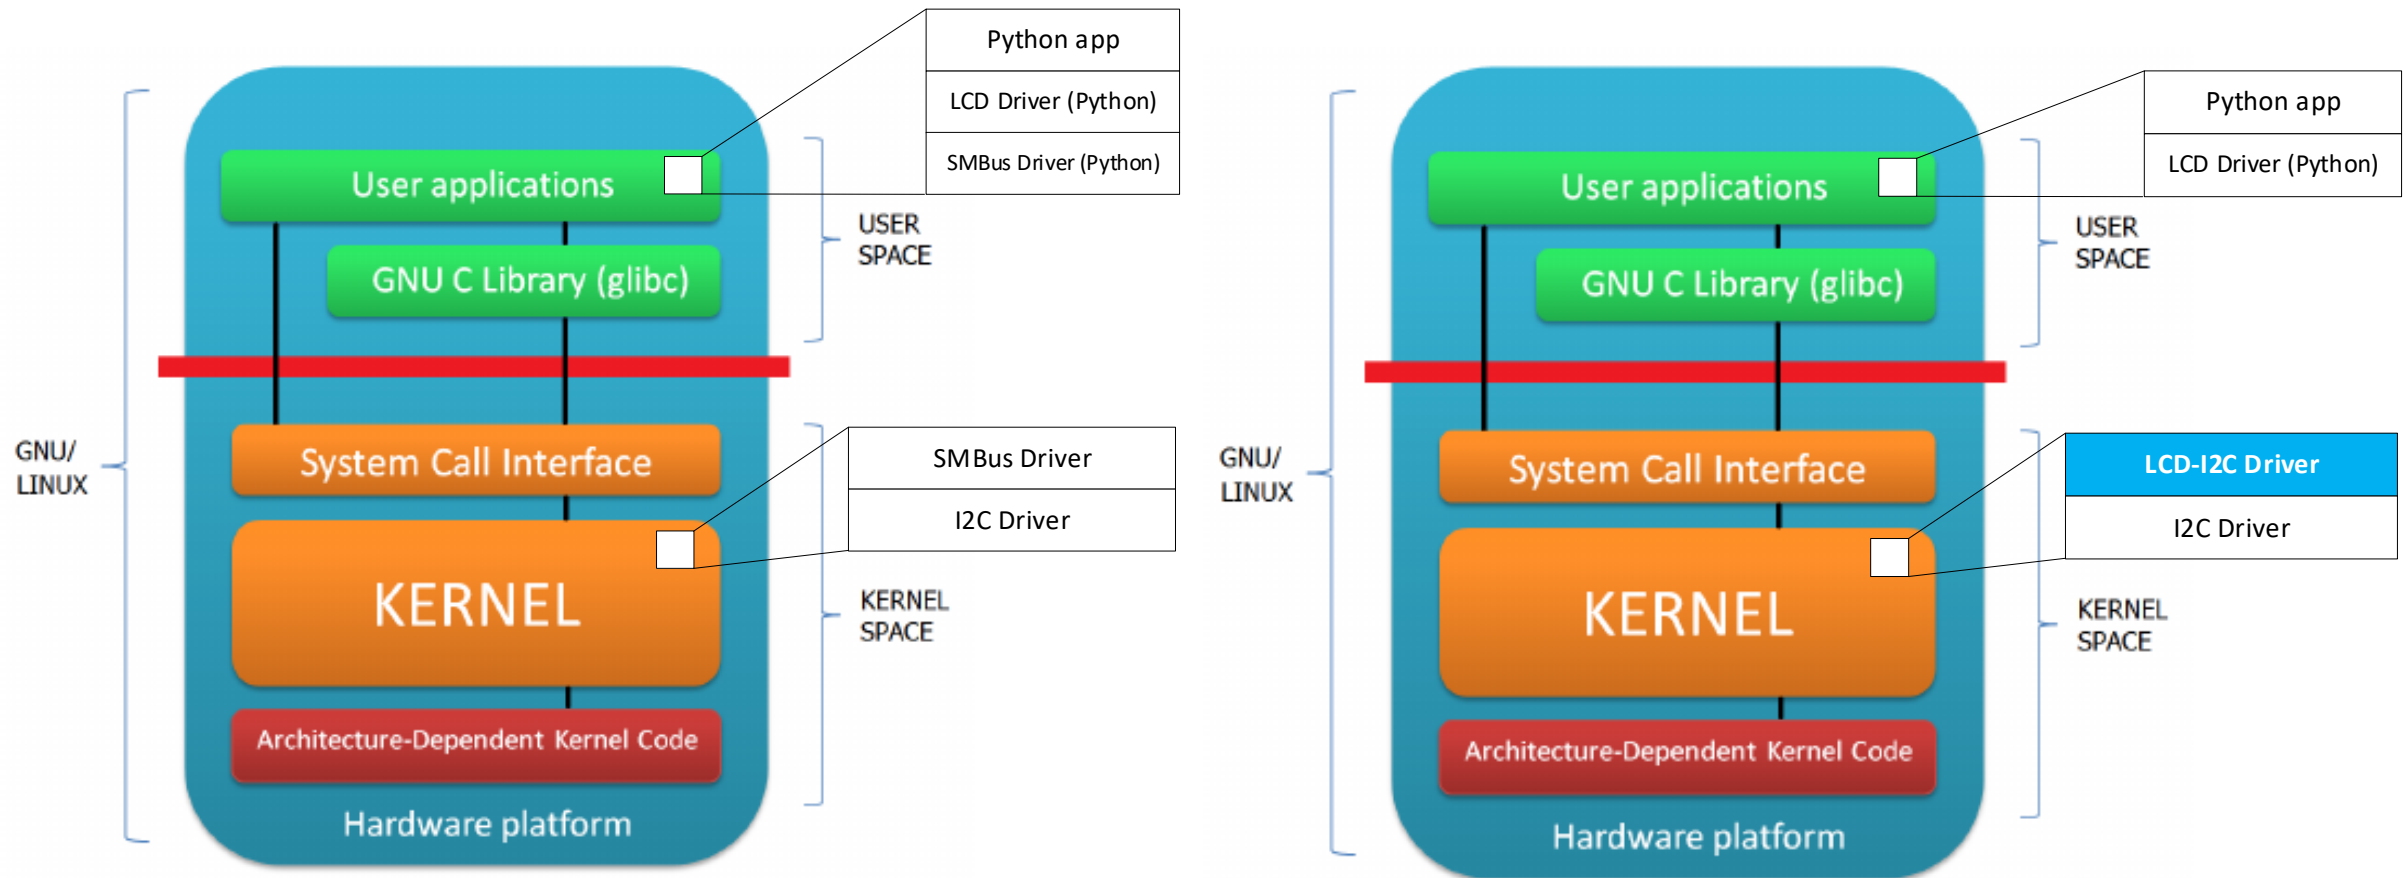 Python app
LCD Driver (Python)
SMBus Driver (Python)
User applications
GNU C Library (glibc)
USER
SPACE
GNU/
LINUX
System Call Interface
SMBus Driver
I2C Driver
KERNEL
KERNEL
SPACE
Architecture-Dependent Kernel Code
Hardware platform
Python app
LCD Driver (Python)
User applications
GNU C Library (glibc)
USER
SPACE
GNU/
LINUX
System Call Interface
LCD-I2C Driver
I2C Driver
KERNEL
KERNEL
SPACE
Architecture-Dependent Kernel Code
Hardware platform